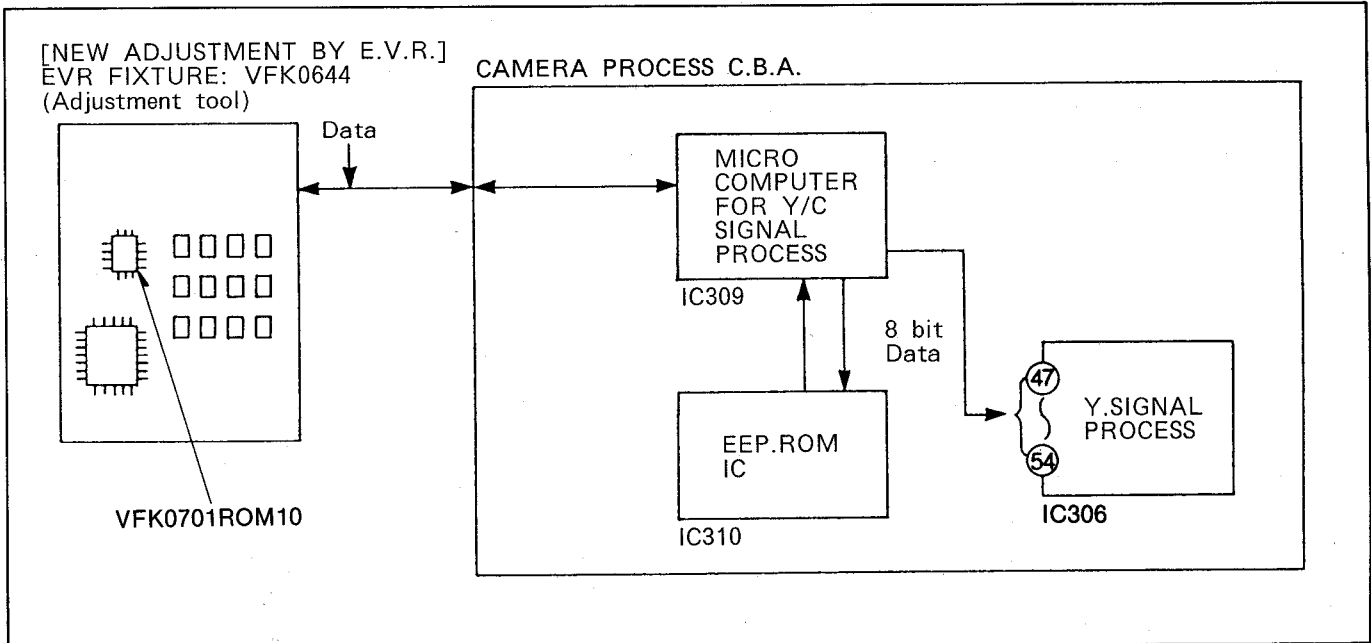 [NEW ADJUSTMENT BY E.V.R.]
EVR FIXTURE: VFK0644
(Adjustment tool)
Data
VFK0701ROM10
CAMERA PROCESS C.B.A.
MICRO
COMPUTER
FOR Y/C
SIGNAL
PROCESS
IC309
8 bit
Data
EEP.ROM
IC
IC310
47
54
Y.SIGNAL
PROCESS
IC306